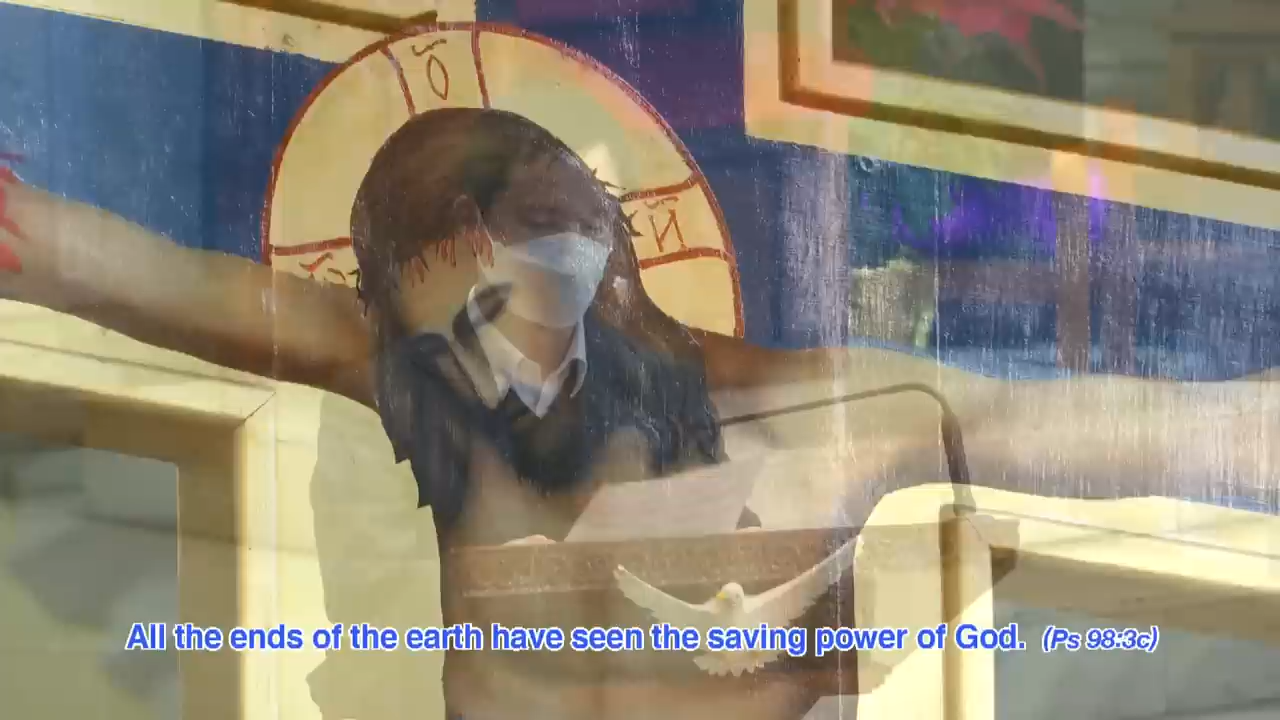 All the ends of the earth have seen the saving power of God. (Ps 98:3c)